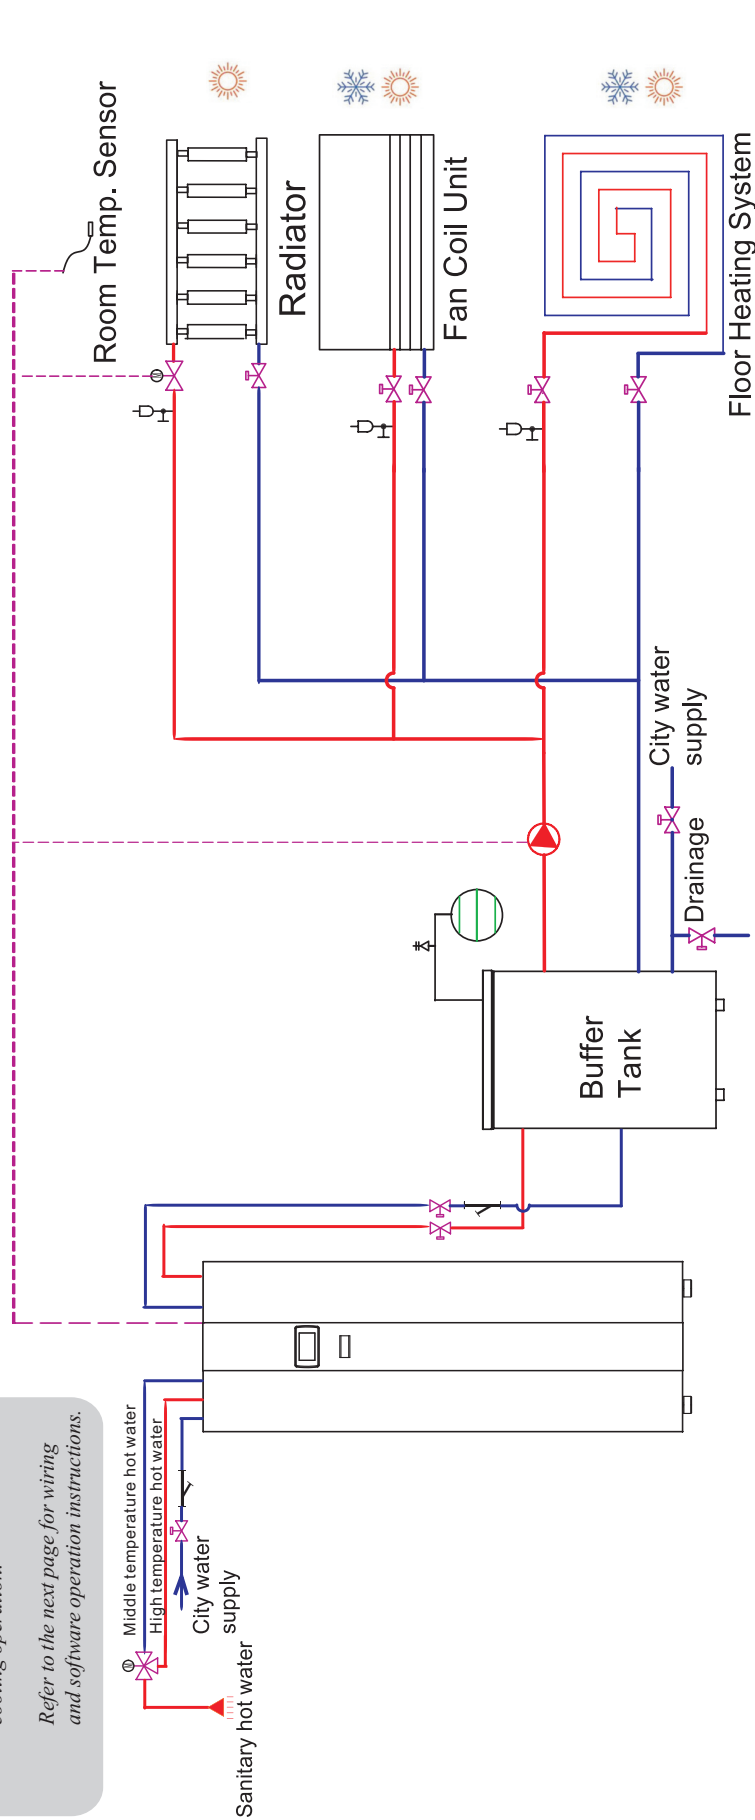 Room Temp. Sensor
Radiator
Fan Coil Unit
Floor Heating System
City water
supply
Drainage
Buffer
Tank
Middle temperature hot water
High temperature hot water
City water
supply
Sanitary hot water
Refer to the next page for wiring
and software operation instructions.
M
M